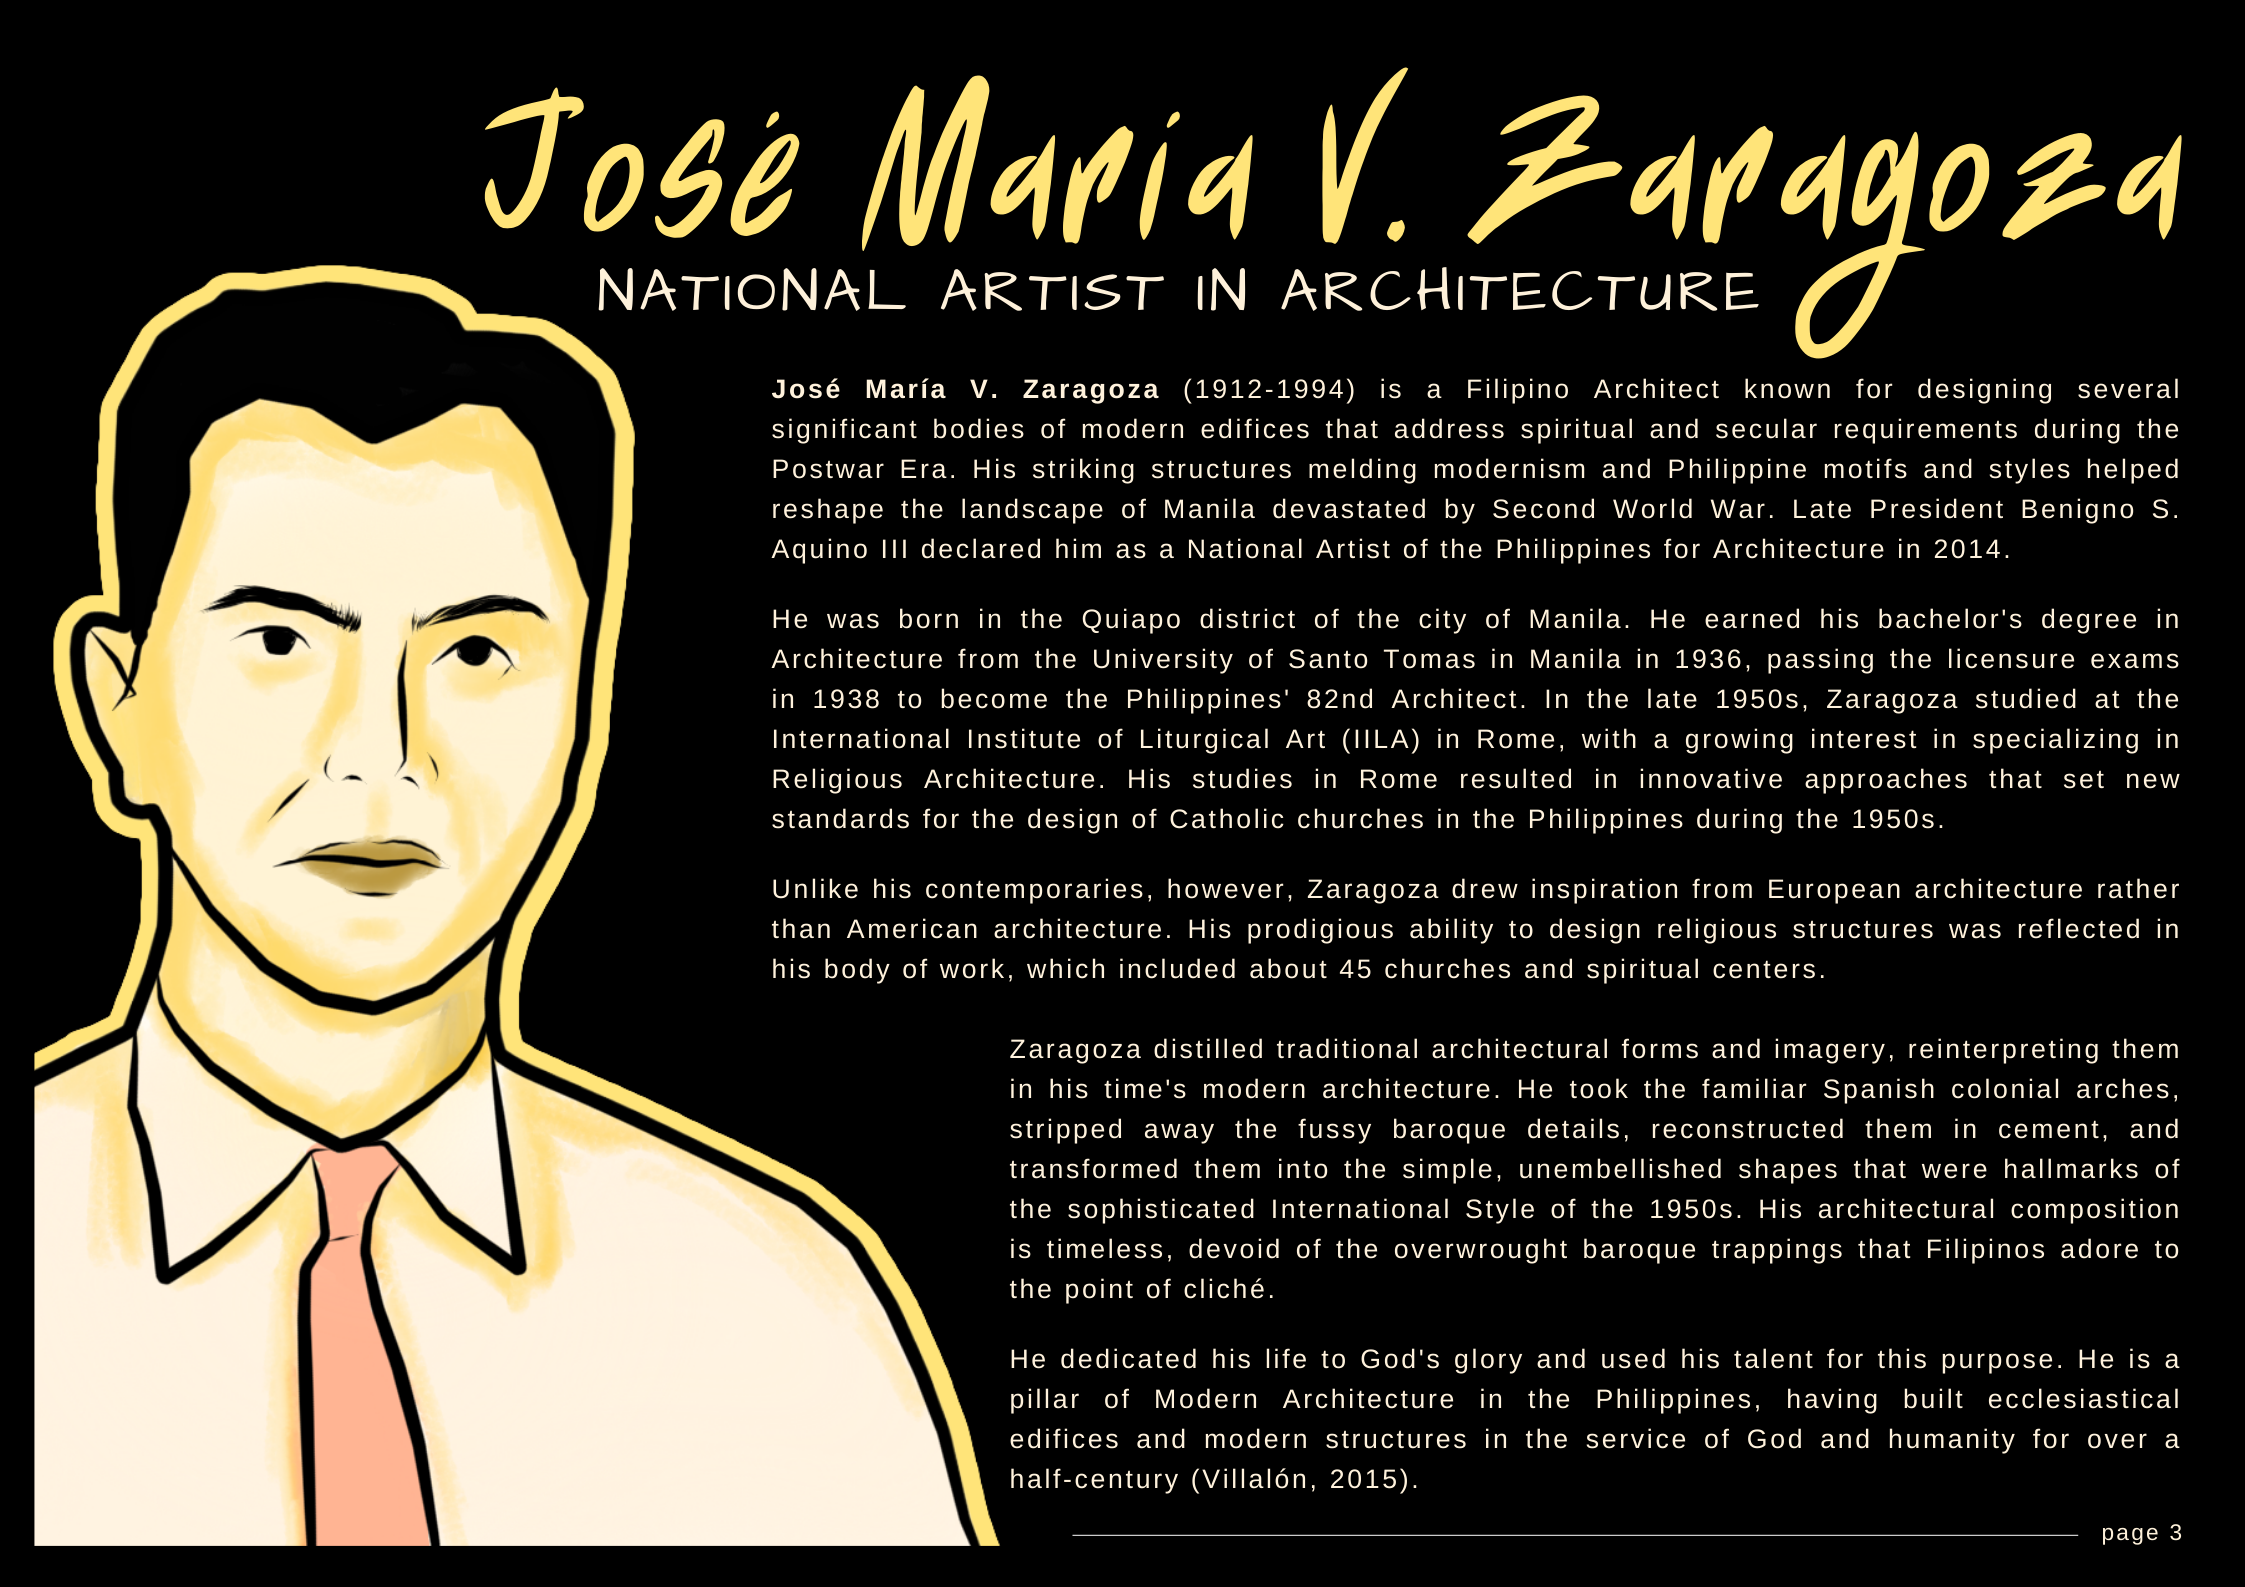 José María V. Zaragoza
NATIONAL ARTIST IN ARCHITECTURE
José María V. Zaragoza (1912-1994) is a Filipino Architect known for designing several
significant bodies of modern edifices that address spiritual and secular requirements during the
Postwar Era. His striking structures melding modernism and Philippine motifs and styles helped
reshape the landscape of Manila devastated by Second World War. Late President Benigno S.
Aquino III declared him as a National Artist of the Philippines for Architecture in 2014.
He was born in the Quiapo district of the city of Manila. He earned his bachelor's degree in
Architecture from the University of Santo Tomas in Manila in 1936, passing the licensure exams
in 1938 to become the Philippines' 82nd Architect. In the late 1950s, Zaragoza studied at the
International Institute of Liturgical Art (IILA) in Rome, with a growing interest in specializing in
Religious Architecture. His studies in Rome resulted in innovative approaches that set new
standards for the design of Catholic churches in the Philippines during the 1950s.
Unlike his contemporaries, however, Zaragoza drew inspiration from European architecture rather
than American architecture. His prodigious ability to design religious structures was reflected in
his body of work, which included about 45 churches and spiritual centers.
Zaragoza distilled traditional architectural forms and imagery, reinterpreting them
in his time's modern architecture. He took the familiar Spanish colonial arches,
stripped away the fussy baroque details, reconstructed them in cement, and
transformed them into the simple, unembellished shapes that were hallmarks of
the sophisticated International Style of the 1950s. His architectural composition
is timeless, devoid of the overwrought baroque trappings that Filipinos adore to
the point of cliché.
He dedicated his life to God's glory and used his talent for this purpose. He is a
pillar of Modern Architecture in the Philippines, having built ecclesiastical
edifices and modern structures in the service of God and humanity for over a
half-century (Villalón, 2015).
page 3